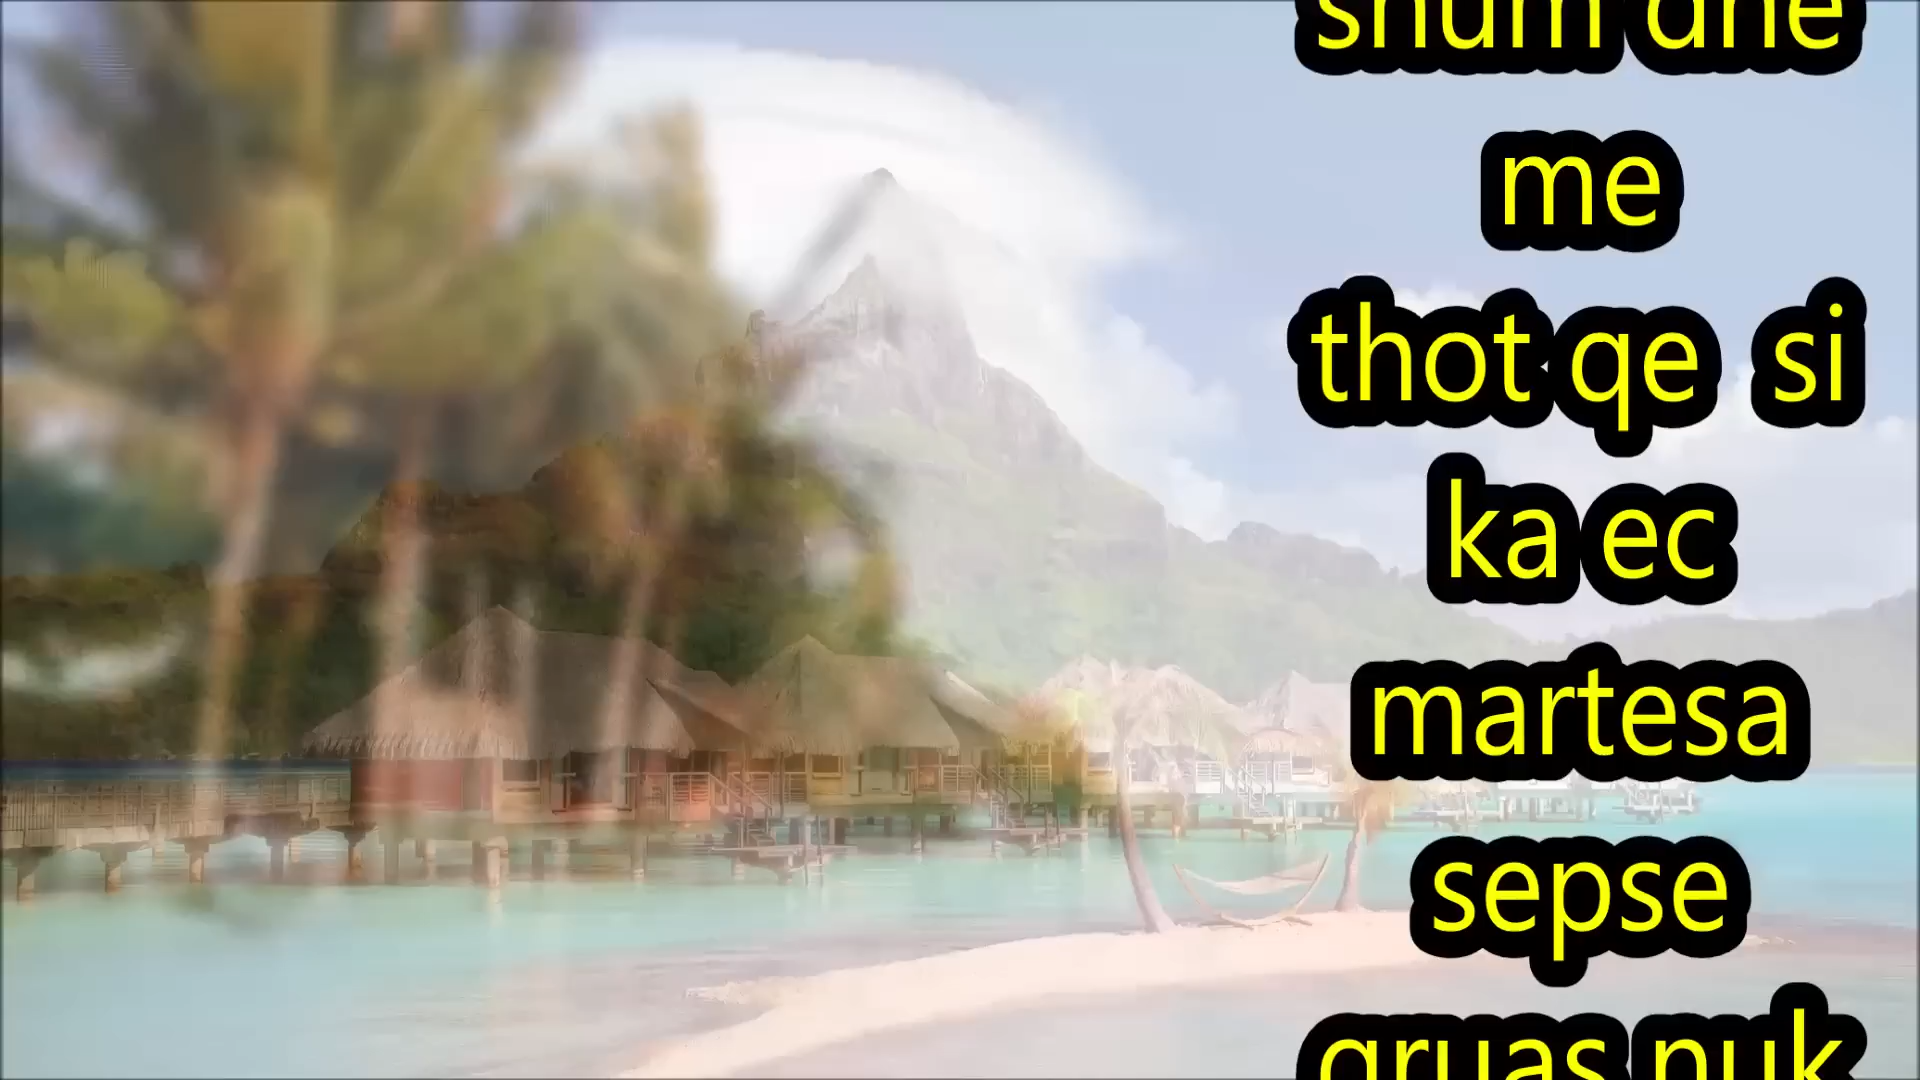 shum dhe
me
thot qe  si
ka ec
martesa
sepse
gruas nuk